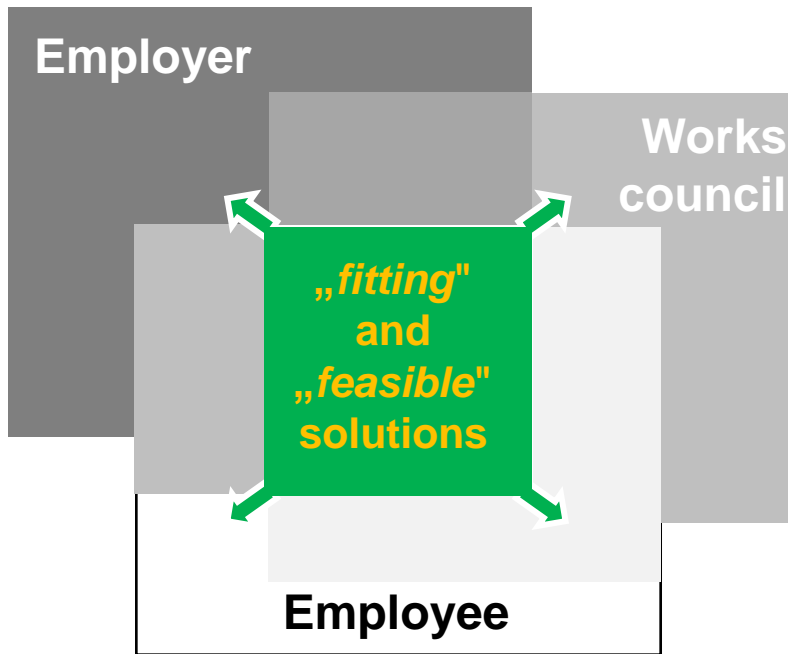 Employer
Works
council
„fitting"
and
„feasible"
solutions
Employee